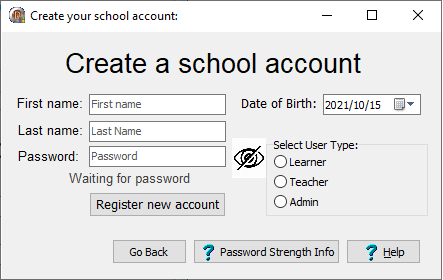 Create your school account:
Create a school account
First name: First name Date of Birth: 2021/10/15
Last name: Last Name
Password: Password
Select User Type:
Learner
Teacher
Admin
Waiting for password
Register new account
Go Back ? Password Strength Info ? Help